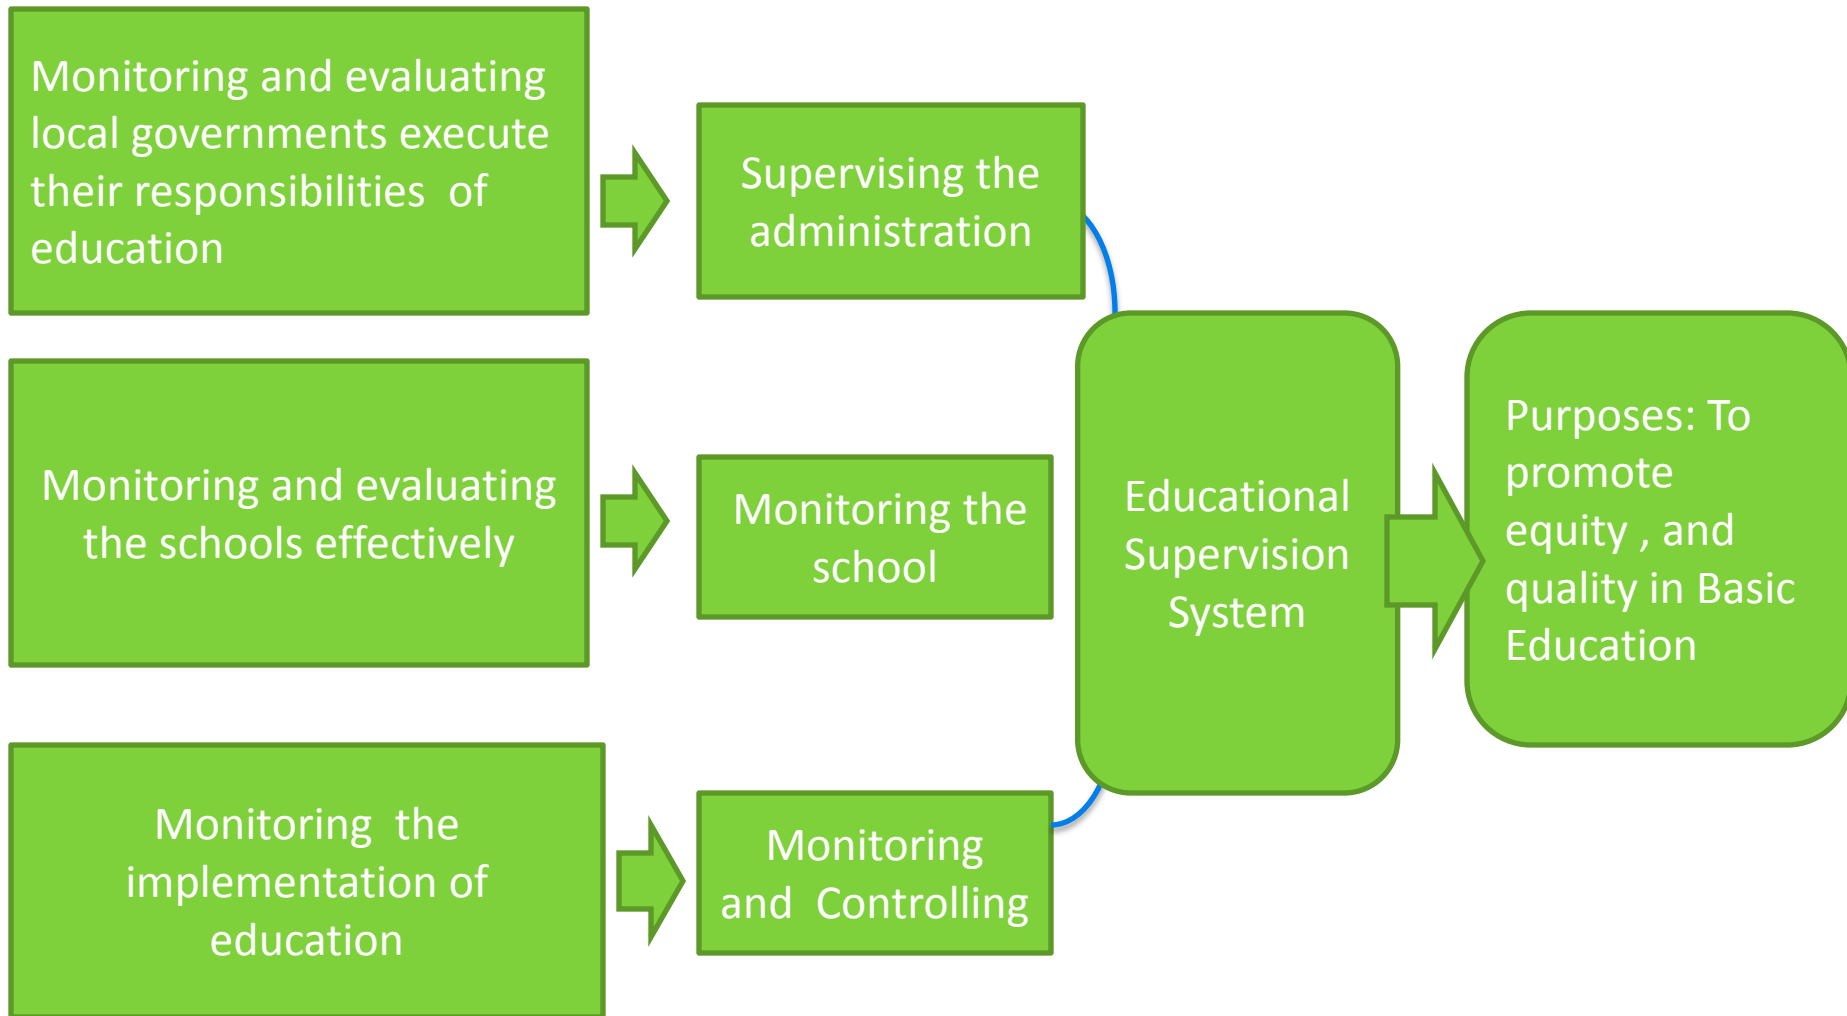 Monitoring and evaluating
local governments execute
their responsibilities  of
education
Supervising the
administration
Monitoring and evaluating
the schools effectively
Monitoring the
school
Monitoring  the
implementation of
education
Monitoring
and  Controlling
Educational
Supervision
System
Purposes: To
promote
equity , and
quality in Basic
Education